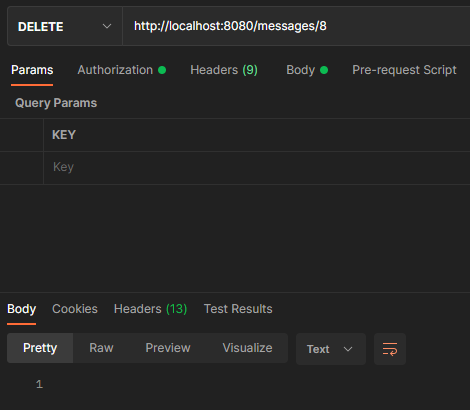 DELETE http://localhost:8080/messages/8
Params Authorization Headers (9) Body Pre-request Script
Query Params
KEY
Key
Body Cookies Headers (13) Test Results
Pretty Raw Preview Visualize Text
1